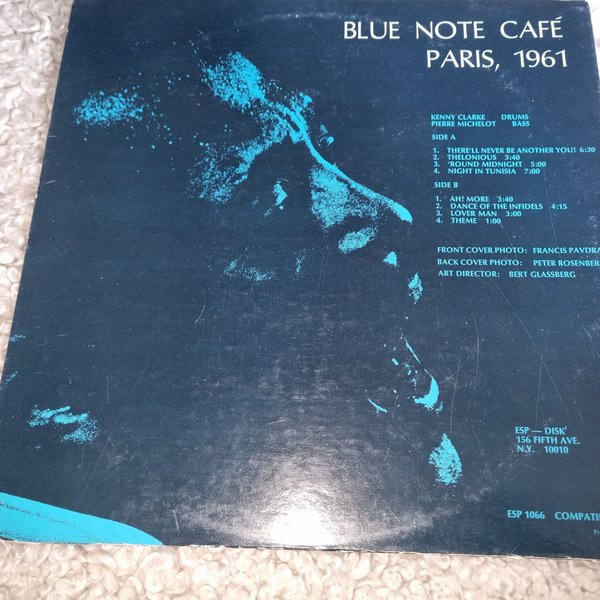 BLUE NOTE CAFÉ
PARIS, 1961
KENNY CLARKE DRUMS
PIERRE MICHELOT BASS
SIDE A
1. THERE'LL NEVER BE ANOTHER YOU! 6:30
2. THELONIOUS 3:40
3. 'ROUND MIDNIGHT 5:00
4. NIGHT IN TUNISIA 7:00
SIDE B
1. AH! MORE 3:40
2. DANCE OF THE INFIDELS 4:15
3. LOVER MAN 3:00
4. THEME 1:00
FRONT COVER PHOTO: FRANCIS PAVDRA
BACK COVER PHOTO: PETER ROSENBER
ART DIRECTOR: BERT GLASSBERG
ESP — DISK'
156 FIFTH AVE.
N.Y. 10010
ESP 1066 COMPATI